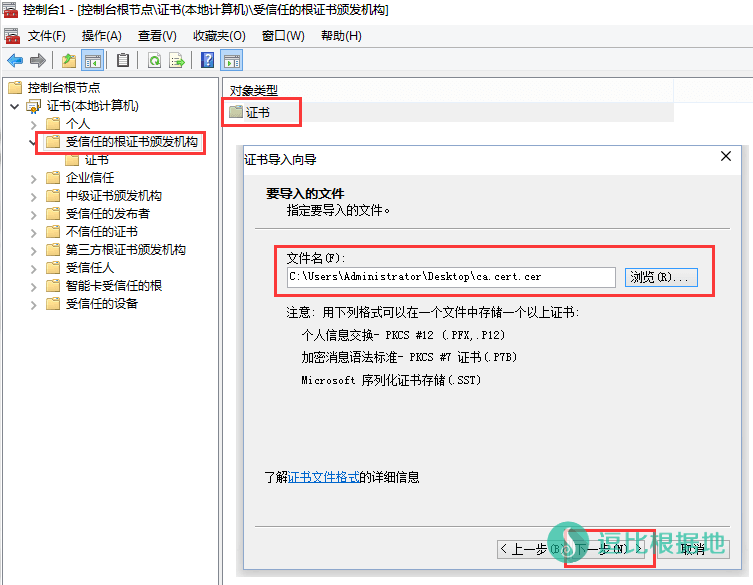 控制台1 - [控制台根节点\证书(本地计算机)\受信任的根证书颁发机构]
文件(F) 操作(A) 查看(V) 收藏夹(O) 窗口(W) 帮助(H)
控制台根节点
证书(本地计算机)
个人
受信任的根证书颁发机构
证书
企业信任
中级证书颁发机构
受信任的发布者
不信任的证书
第三方根证书颁发机构
受信任人
智能卡受信任的根
受信任的设备
对象类型
证书
证书导入向导
要导入的文件
指定要导入的文件。
文件名(F):
C:\Users\Administrator\Desktop\ca.cert.cer
浏览(R)...
注意: 用下列格式可以在一个文件中存储一个以上证书:
个人信息交换- PKCS #12 (.PFX,.P12)
加密消息语法标准- PKCS #7 证书(.P7B)
Microsoft 序列化证书存储(.SST)
了解证书文件格式的详细信息
< 上一步(B) 下一步(N) > 取消
逗比根据地